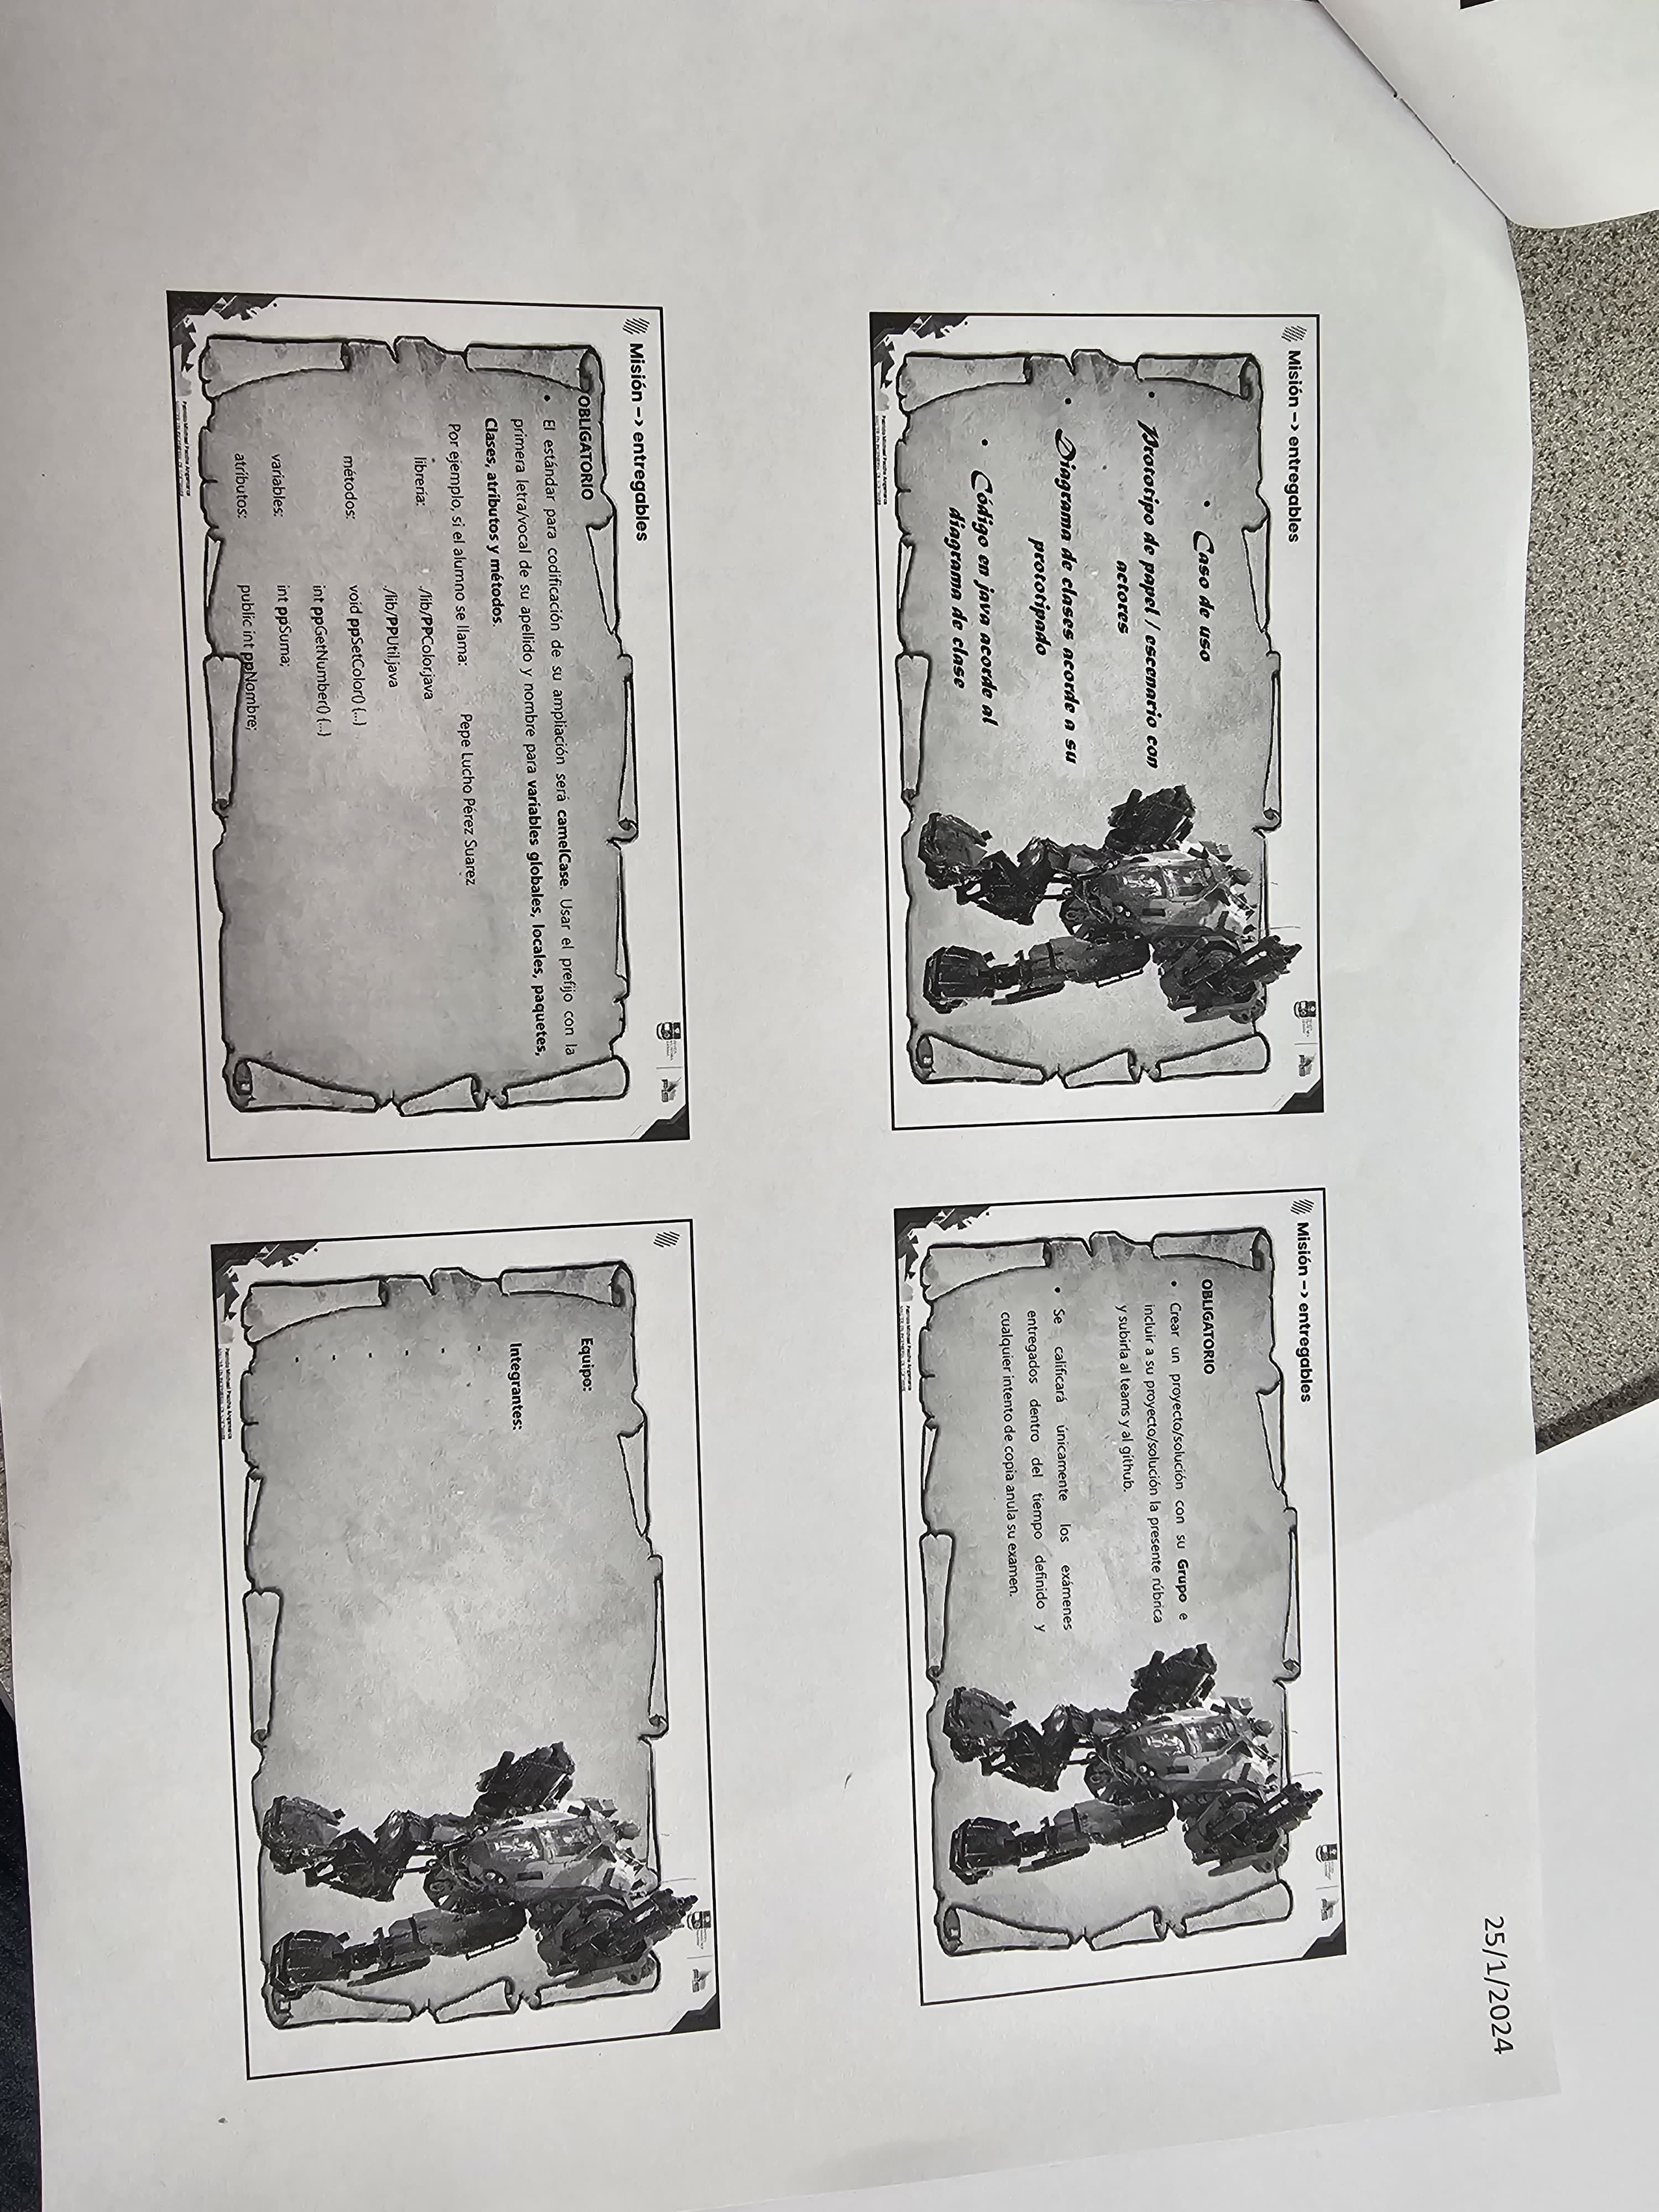 25/1/2024
Misión –> entregables
• Caso de uso
• Prototipo de papel / escenario con
actores
• Diagrama de clases acorde a su
prototipado
• Código en java acorde al
diagrama de clase
Misión –> entregables
OBLIGATORIO
• Crear un proyecto/solución con su Grupo e
incluir a su proyecto/solución la presente rúbrica
y subirla al teams y al github.
• Se calificará únicamente los exámenes
entregados dentro del tiempo definido y
cualquier intento de copia anula su examen.
Misión –> entregables
OBLIGATORIO
• El estándar para codificación de su ampliación será camelCase. Usar el prefijo con la
primera letra/vocal de su apellido y nombre para variables globales, locales, paquetes,
Clases, atributos y métodos.
Por ejemplo, si el alumno se llama: Pepe Lucho Pérez Suarez
librería: ./lib/PPColor.java
./lib/PPUtil.java
métodos: void ppSetColor() {...}
int ppGetNumber() {...}
variables: int ppSuma;
atributos: public int ppNombre;
Equipo:
Integrantes:
-
-
-
-
-
-